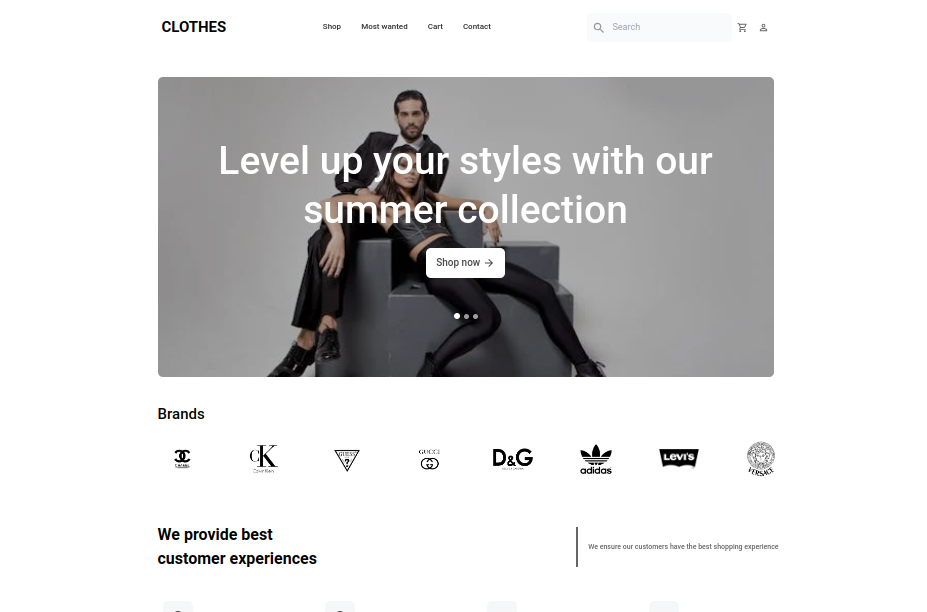 CLOTHES
Shop
Most wanted
Cart
Contact
Search
Level up your styles with our
summer collection
Shop now
Brands
CHANEL
CK
Calvin Klein
GUESS
?
GUCCI
D&G
adidas
LEVI'S
VERSACE
We provide best
customer experiences
We ensure our customers have the best shopping experience